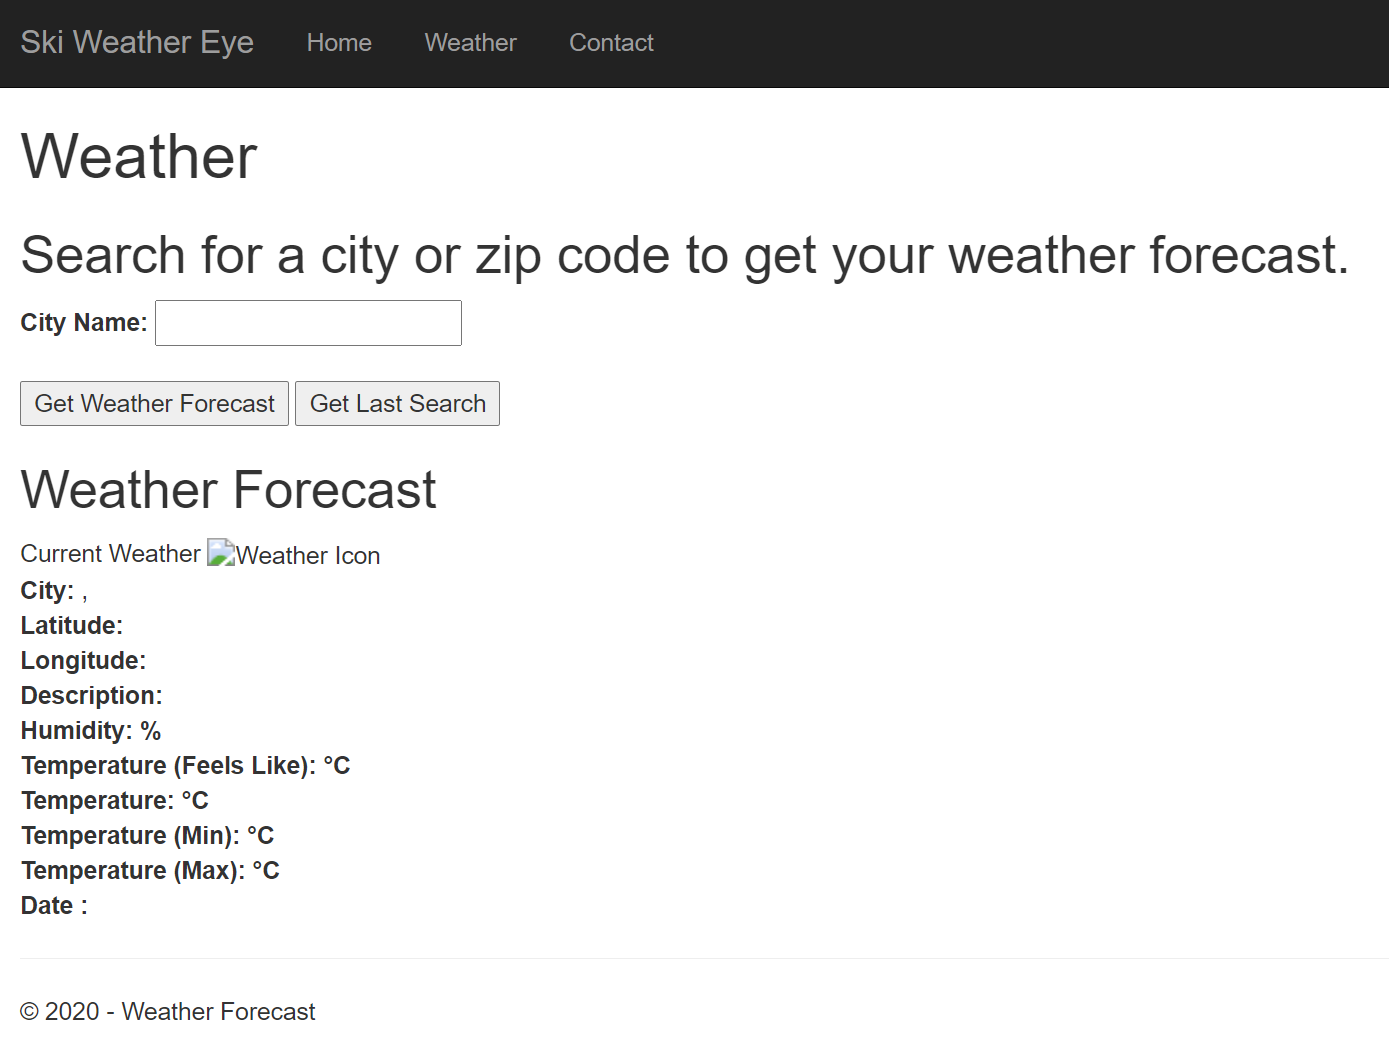 Ski Weather Eye Home Weather Contact
Weather
Search for a city or zip code to get your weather forecast.
City Name:
Get Weather Forecast Get Last Search
Weather Forecast
Current Weather Weather Icon
City: ,
Latitude:
Longitude:
Description:
Humidity: %
Temperature (Feels Like): °C
Temperature: °C
Temperature (Min): °C
Temperature (Max): °C
Date :
© 2020 - Weather Forecast